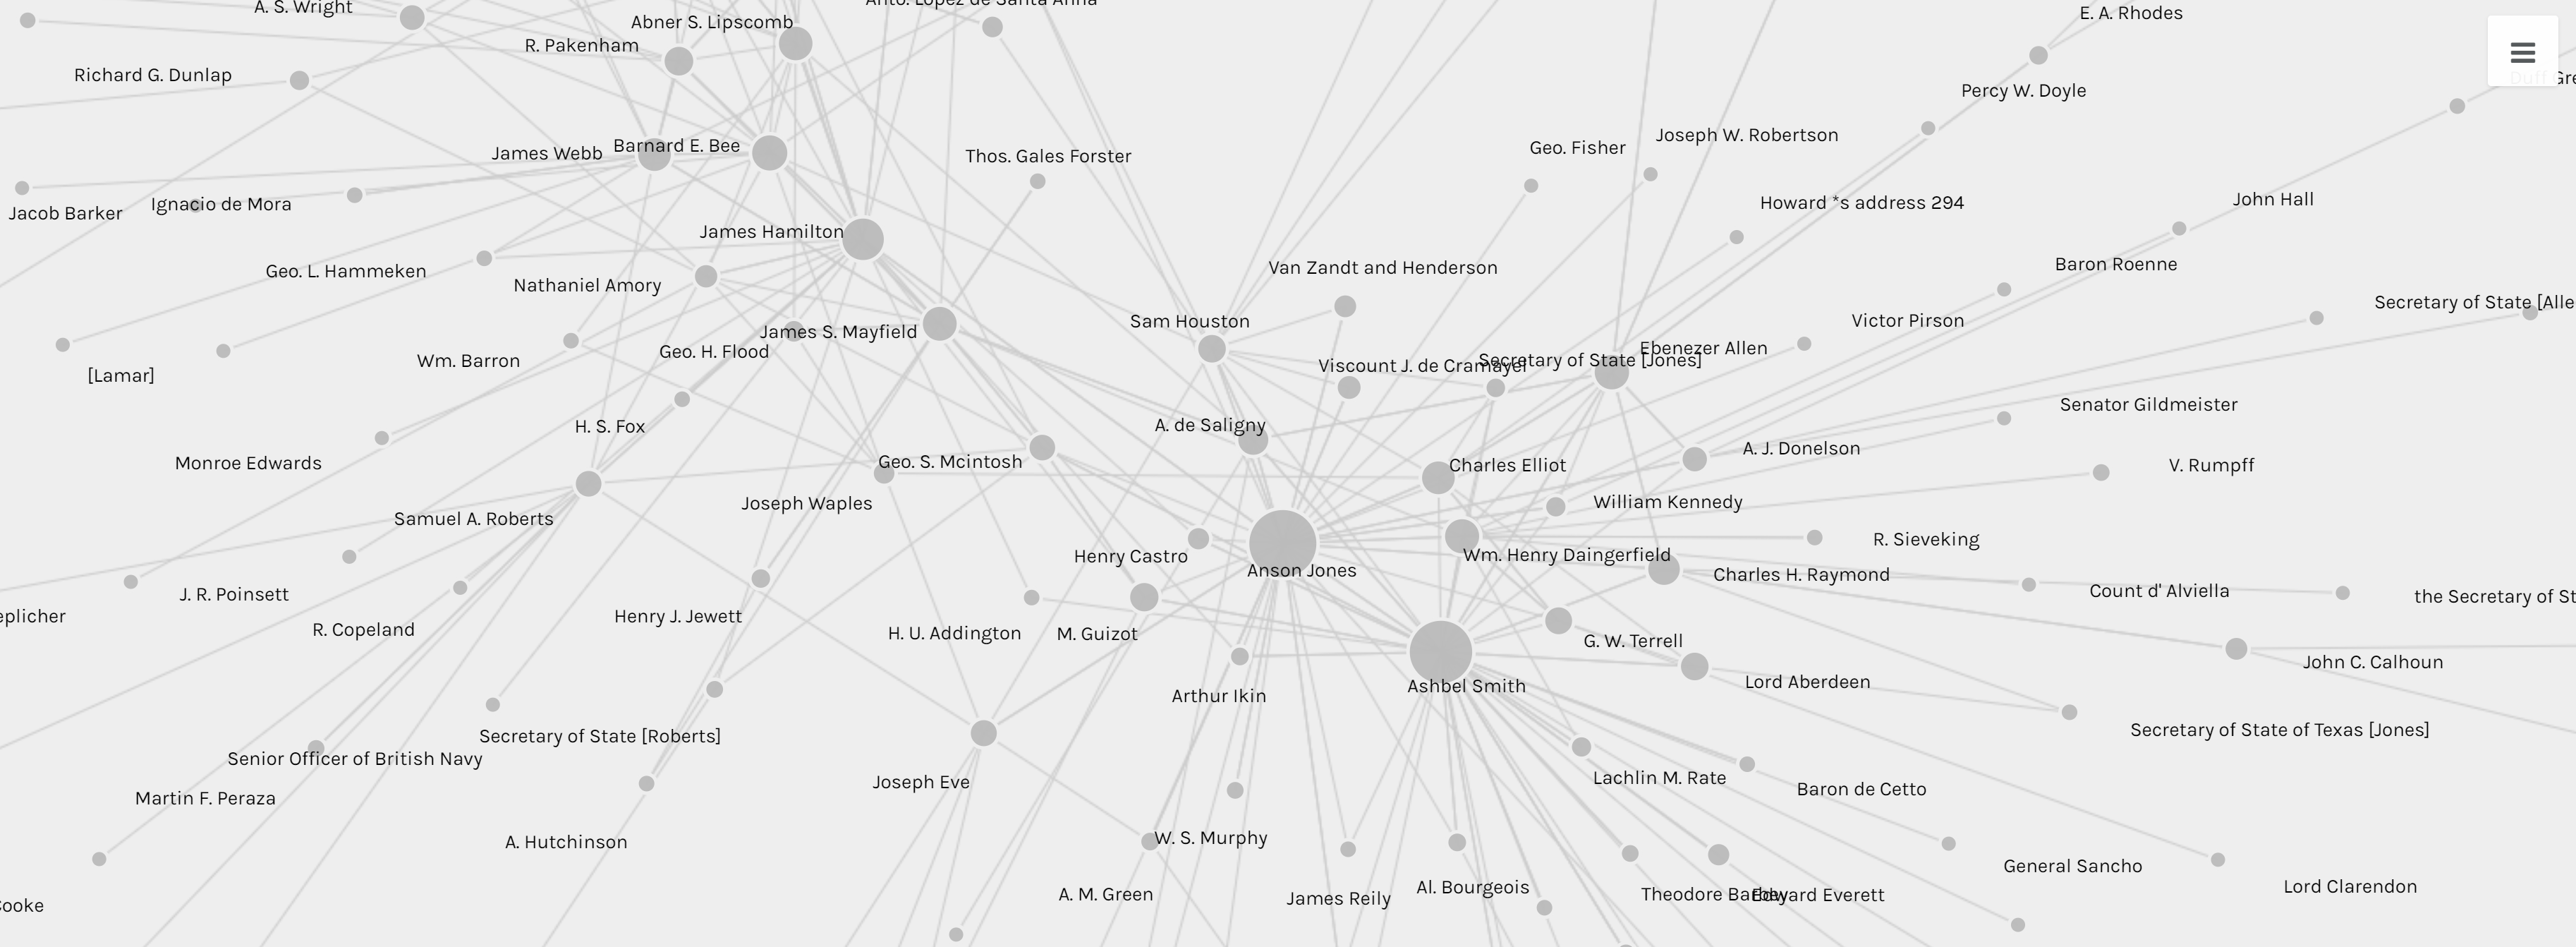 A. S. Wright
Anto. Lopez de Santa Anna
E. A. Rhodes
Abner S. Lipscomb
R. Pakenham
Richard G. Dunlap
Percy W. Doyle
Joseph W. Robertson
Barnard E. Bee
Geo. Fisher
James Webb
Thos. Gales Forster
John Hall
Howard *s address 294
Ignacio de Mora
Jacob Barker
James Hamilton
Baron Roenne
Van Zandt and Henderson
Geo. L. Hammeken
Nathaniel Amory
Secretary of State [Alle
Victor Pirson
Sam Houston
James S. Mayfield
Ebenezer Allen
Geo. H. Flood
Secretary of State [Jones]
Wm. Barron
Viscount J. de Cramayel
[Lamar]
Senator Gildmeister
A. de Saligny
H. S. Fox
A. J. Donelson
Geo. S. Mcintosh
Monroe Edwards
Charles Elliot
V. Rumpff
William Kennedy
Joseph Waples
Samuel A. Roberts
R. Sieveking
Henry Castro
Wm. Henry Daingerfield
Anson Jones
Charles H. Raymond
J. R. Poinsett
Count d' Alviella
the Secretary of St
eplicher
Henry J. Jewett
R. Copeland
H. U. Addington
M. Guizot
G. W. Terrell
John C. Calhoun
Lord Aberdeen
Ashbel Smith
Arthur Ikin
Secretary of State of Texas [Jones]
Secretary of State [Roberts]
Senior Officer of British Navy
Lachlin M. Rate
Joseph Eve
Baron de Cetto
Martin F. Peraza
W. S. Murphy
A. Hutchinson
General Sancho
Lord Clarendon
Al. Bourgeois
A. M. Green
Theodore Barbey
Edward Everett
James Reily
Cooke